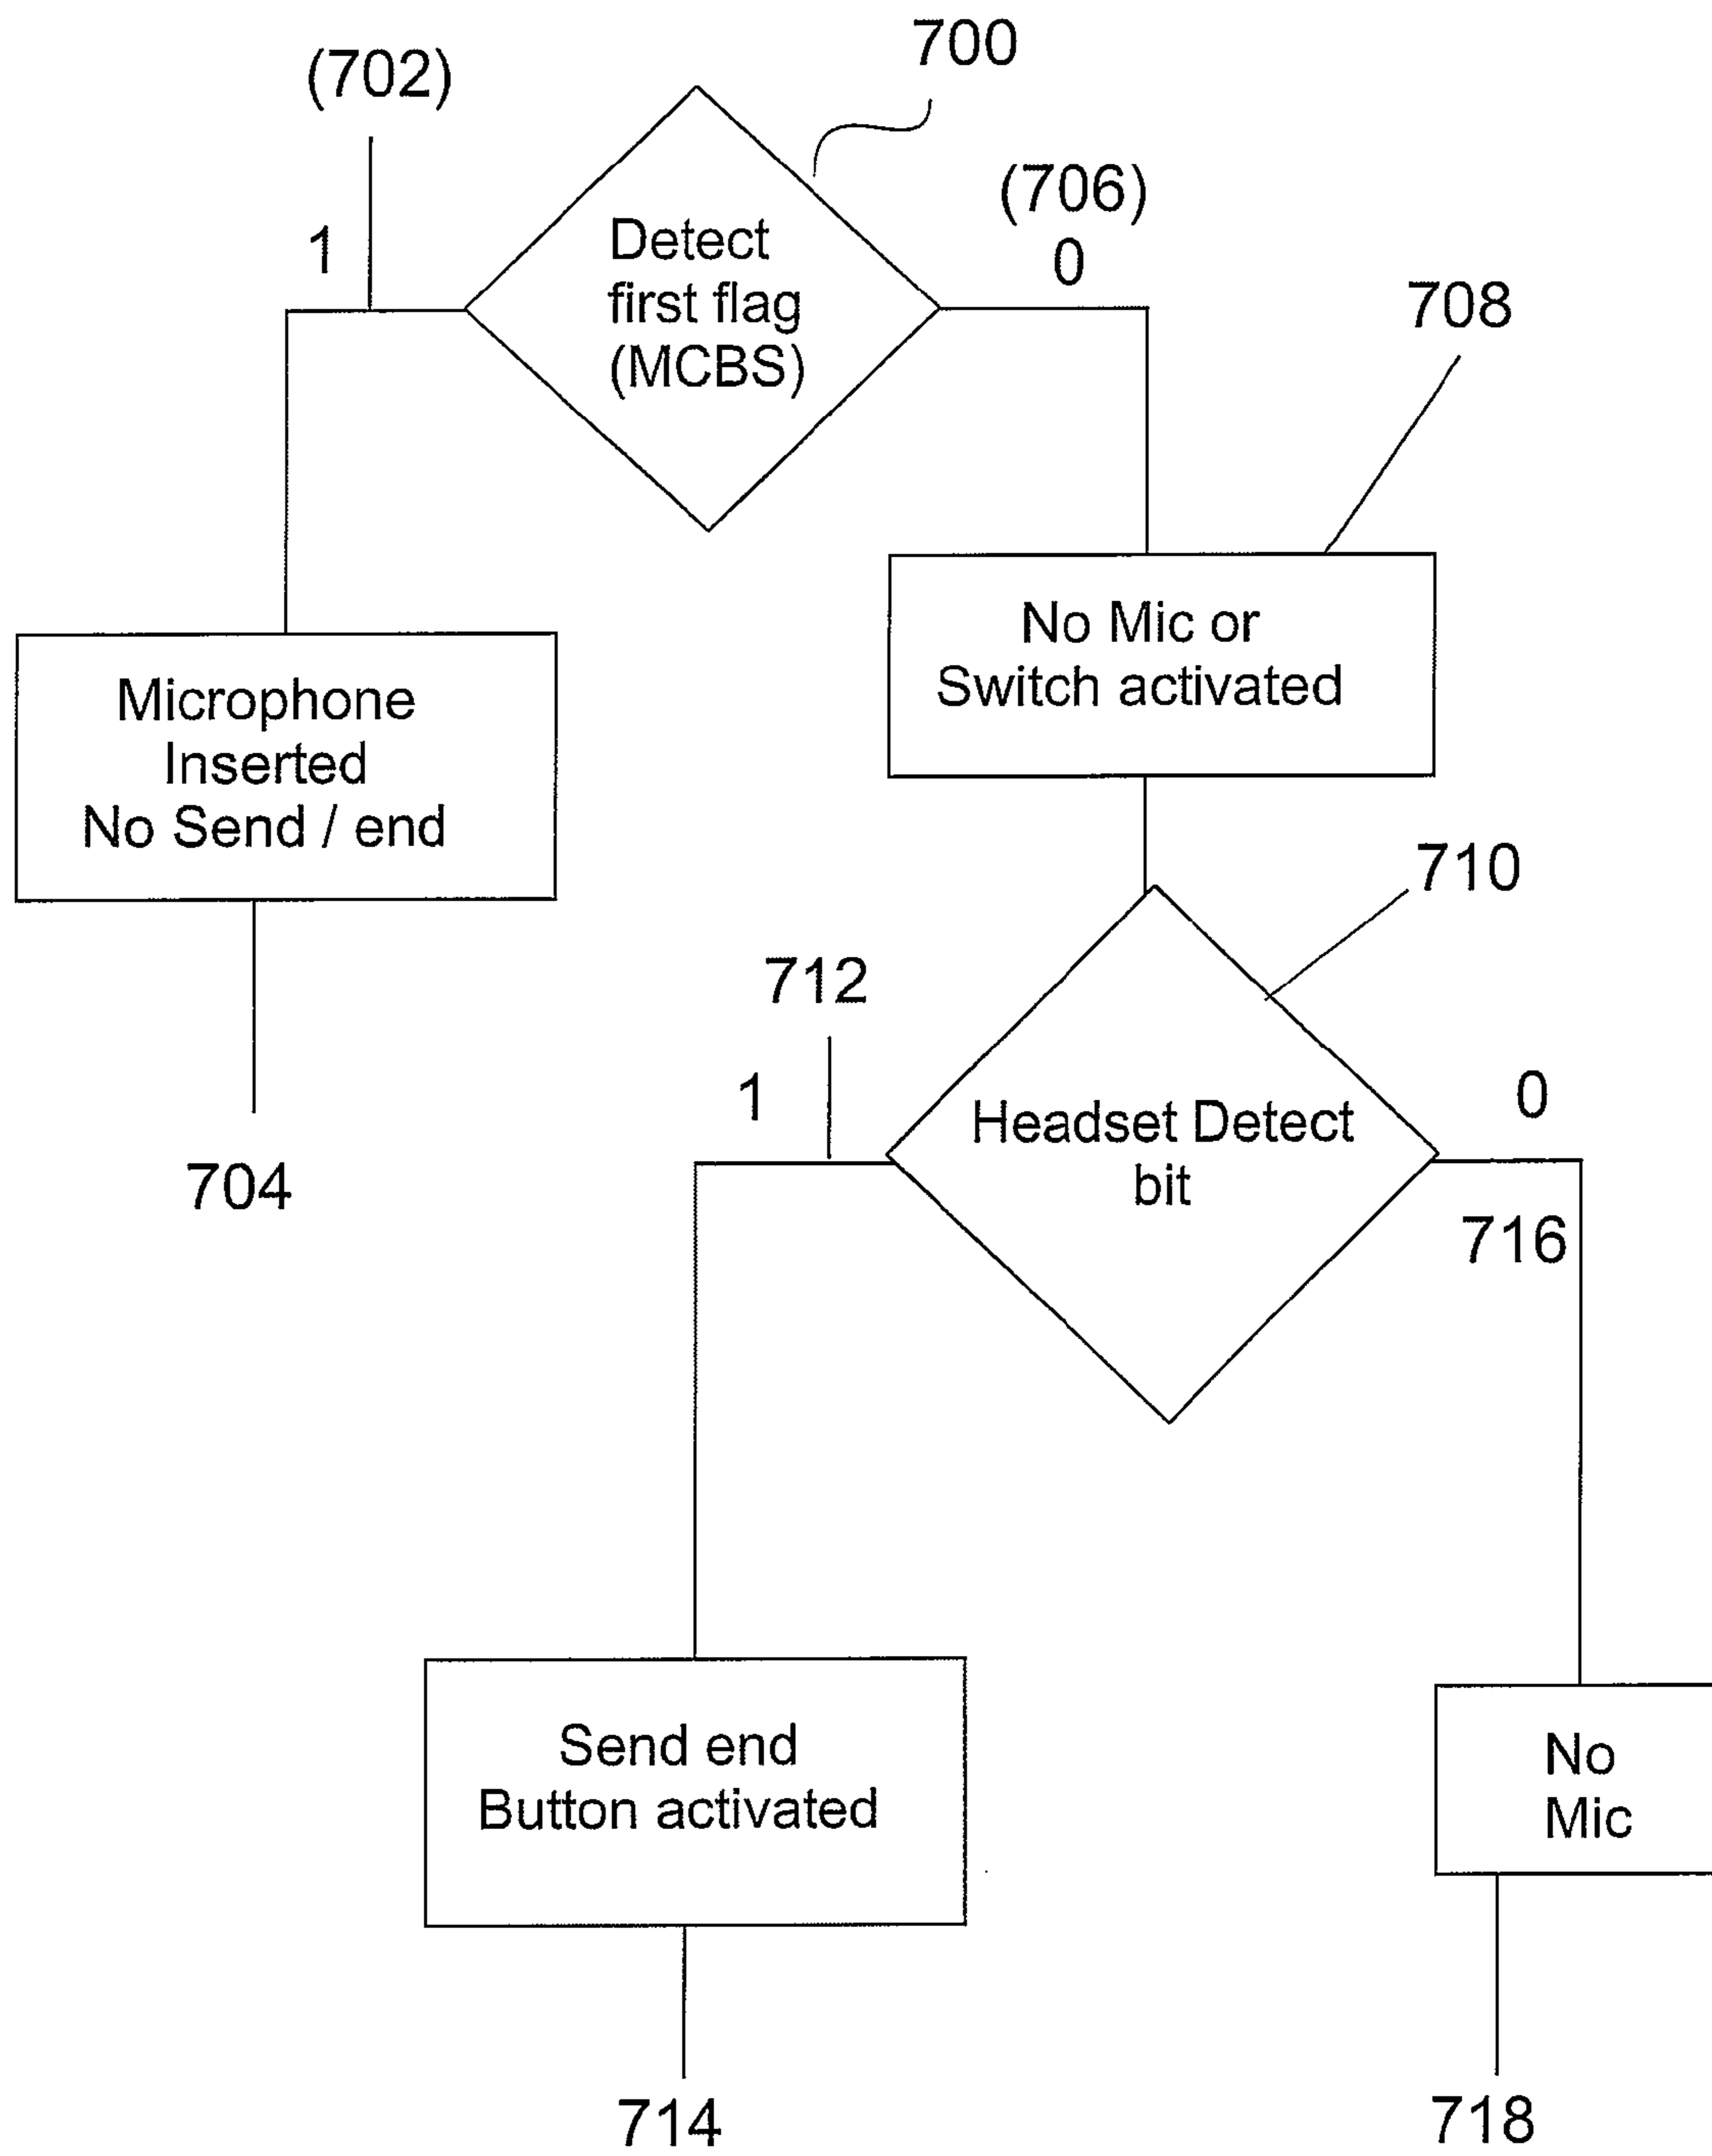 700
(702)
(706)
1
0
Detect
first flag
(MCBS)
708
No Mic or
Switch activated
Microphone
Inserted
No Send / end
710
712
1
0
Headset Detect
bit
704
716
Send end
Button activated
No
Mic
714
718